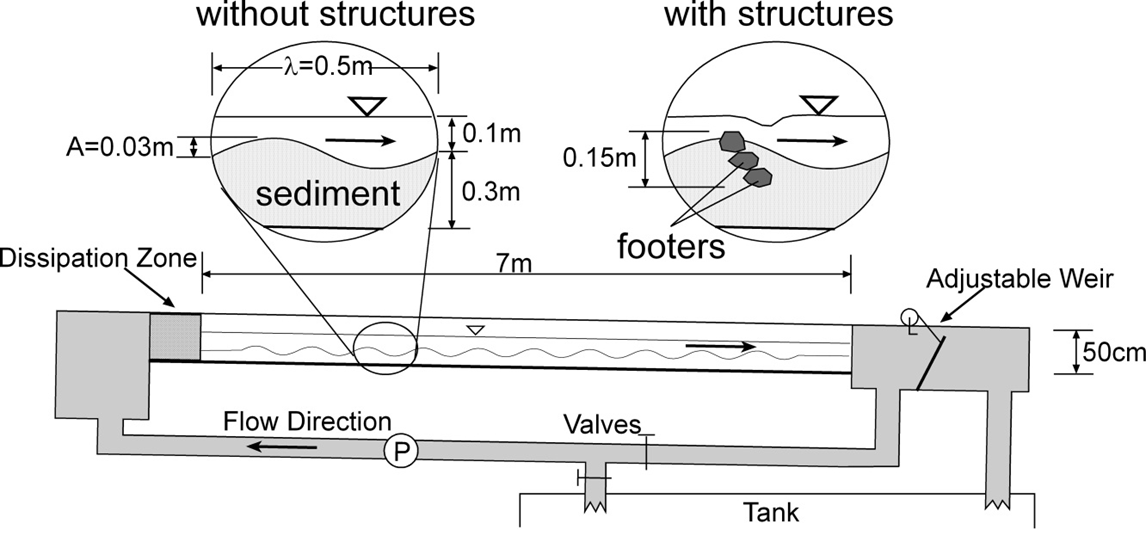 without structures
with structures
λ=0.5m
A=0.03m
0.1m
0.3m
sediment
0.15m
footers
Dissipation Zone
7m
Adjustable Weir
50cm
Flow Direction
Valves
P
Tank